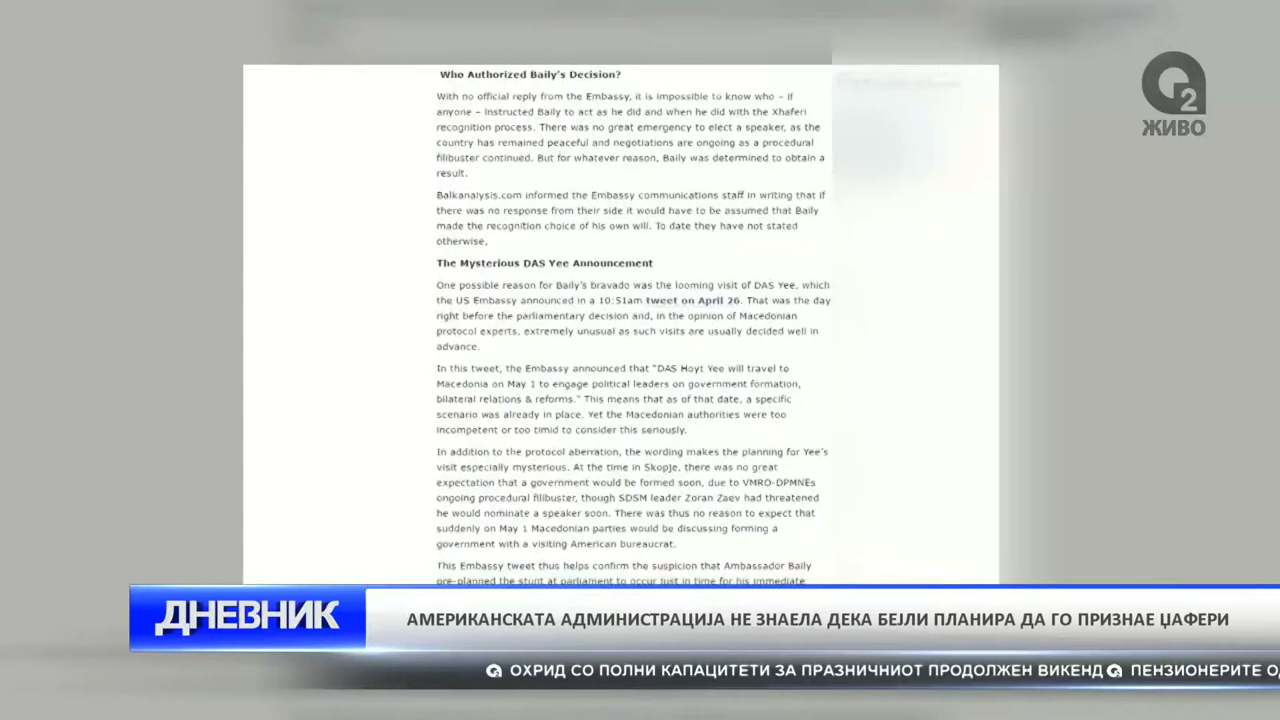 Who Authorized Baily's Decision?
With no official reply from the Embassy, it is impossible to know who – if
anyone – instructed Baily to act as he did and when he did with the Xhaferi
recognition process. There was no great emergency to elect a speaker, as the
country has remained peaceful and negotiations are ongoing as a procedural
filibuster continued. But for whatever reason, Baily was determined to obtain a
result.
Balkanalysis.com informed the Embassy communications staff in writing that if
there was no response from their side it would have to be assumed that Baily
made the recognition choice of his own will. To date they have not stated
otherwise,
The Mysterious DAS Yee Announcement
One possible reason for Baily's bravado was the looming visit of DAS Yee, which
the US Embassy announced in a 10:51am tweet on April 26. That was the day
right before the parliamentary decision and, in the opinion of Macedonian
protocol experts, extremely unusual as such visits are usually decided well in
advance.
In this tweet, the Embassy announced that "DAS Hoyt Yee will travel to
Macedonia on May 1 to engage political leaders on government formation,
bilateral relations & reforms." This means that as of that date, a specific
scenario was already in place. Yet the Macedonian authorities were too
incompetent or too timid to consider this seriously.
In addition to the protocol aberration, the wording makes the planning for Yee's
visit especially mysterious. At the time in Skopje, there was no great
expectation that a government would be formed soon, due to VMRO-DPMNEs
ongoing procedural filibuster, though SDSM leader Zoran Zaev had threatened
he would nominate a speaker soon. There was thus no reason to expect that
suddenly on May 1 Macedonian parties would be discussing forming a
government with a visiting American bureaucrat.
This Embassy tweet thus helps confirm the suspicion that Ambassador Baily
pre-planned the stunt at parliament to occur just in time for his immediate
2
ЖИВО
ДНЕВНИК
АМЕРИКАНСКАТА АДМИНИСТРАЦИЈА НЕ ЗНАЕЛА ДЕКА БЕЈЛИ ПЛАНИРА ДА ГО ПРИЗНАЕ ЏАФЕРИ
ОХРИД СО ПОЛНИ КАПАЦИТЕТИ ЗА ПРАЗНИЧНИОТ ПРОДОЛЖЕН ВИКЕНД ПЕНЗИОНЕРИТЕ